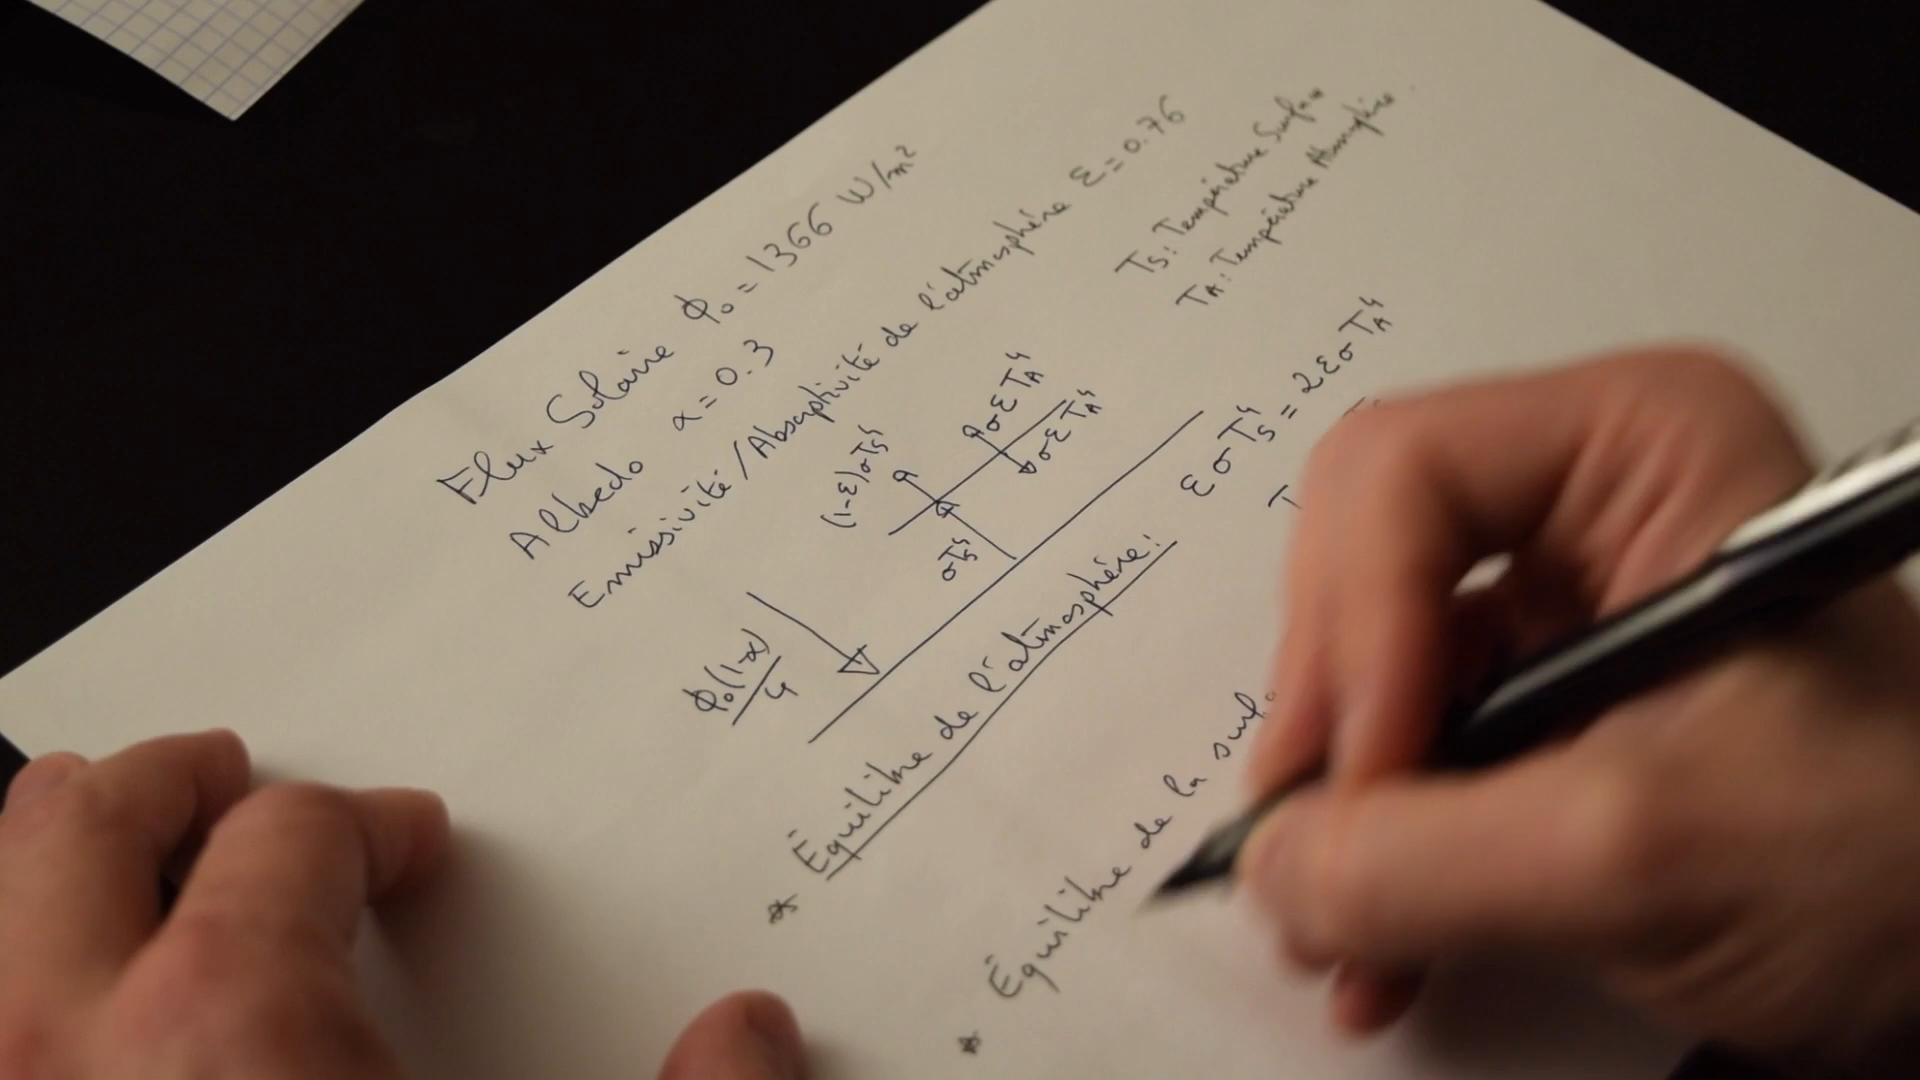 Flux Solaire ϕ₀ = 1366 W/m²
Albedo α = 0.3
Emissivité/Absorptivité de l'atmosphère ε = 0.76
Ts: Température Surface
TA: Température Atmosphère
ϕ₀(1-α)/4
σTs⁴
(1-ε)σTs⁴
σεTA⁴
σεTA⁴
* Équilibre de l'atmosphère:
εσTs⁴ = 2εσTA⁴
T
* Équilibre de la surf